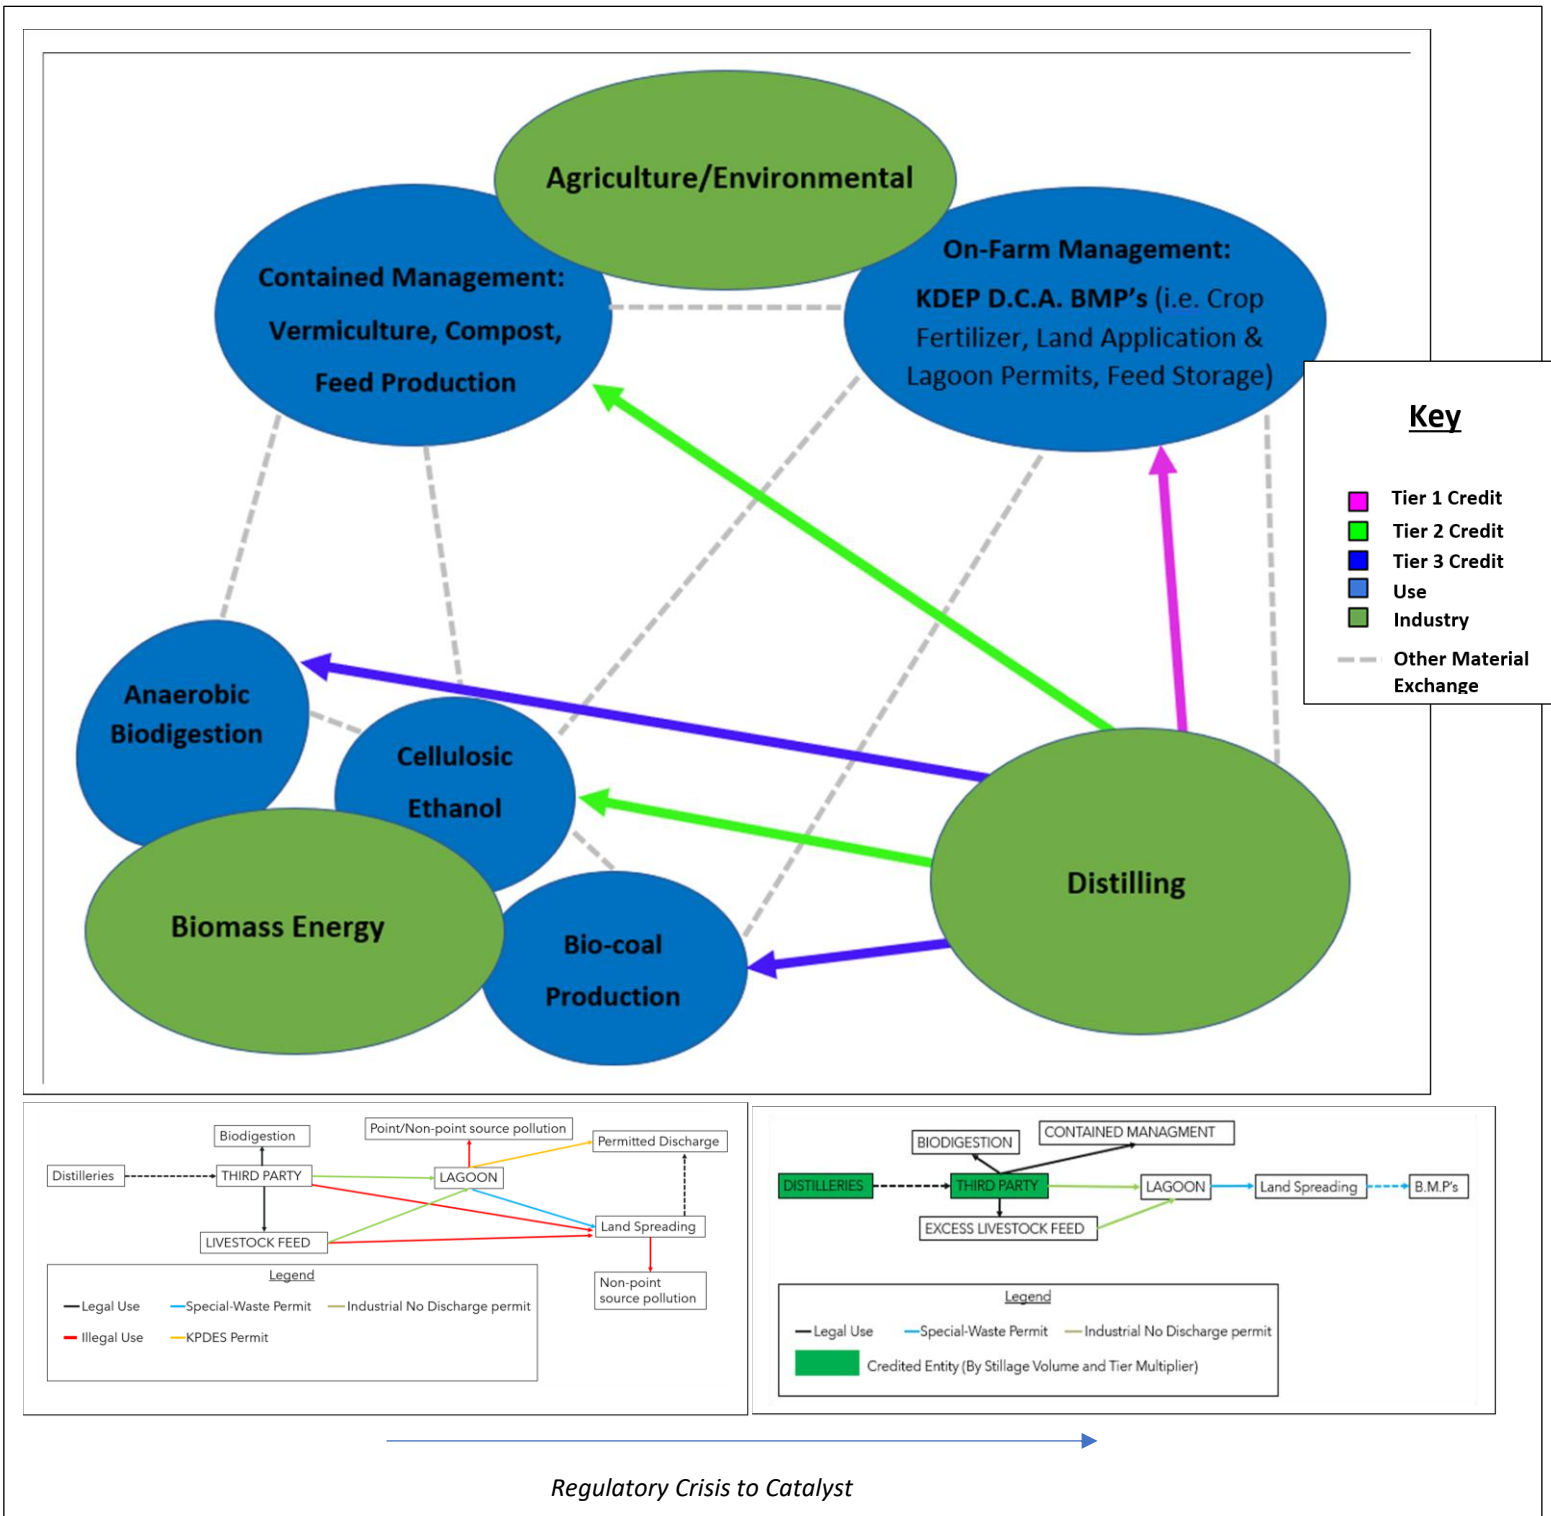 Agriculture/Environmental
Contained Management:
Vermiculture, Compost,
Feed Production
On-Farm Management:
KDEP D.C.A. BMP's (i.e. Crop
Fertilizer, Land Application &
Lagoon Permits, Feed Storage)
Key
Tier 1 Credit
Tier 2 Credit
Tier 3 Credit
Use
Industry
Other Material
Exchange
Anaerobic
Biodigestion
Cellulosic
Ethanol
Biomass Energy
Bio-coal
Production
Distilling
Biodigestion
Point/Non-point source pollution
Permitted Discharge
Distilleries
THIRD PARTY
LAGOON
Land Spreading
LIVESTOCK FEED
Non-point
source pollution
Legend
Legal Use
Special-Waste Permit
Industrial No Discharge permit
Illegal Use
KPDES Permit
BIODIGESTION
CONTAINED MANAGMENT
DISTILLERIES
THIRD PARTY
LAGOON
Land Spreading
B.M.P's
EXCESS LIVESTOCK FEED
Legend
Legal Use
Special-Waste Permit
Industrial No Discharge permit
Credited Entity (By Stillage Volume and Tier Multiplier)
Regulatory Crisis to Catalyst